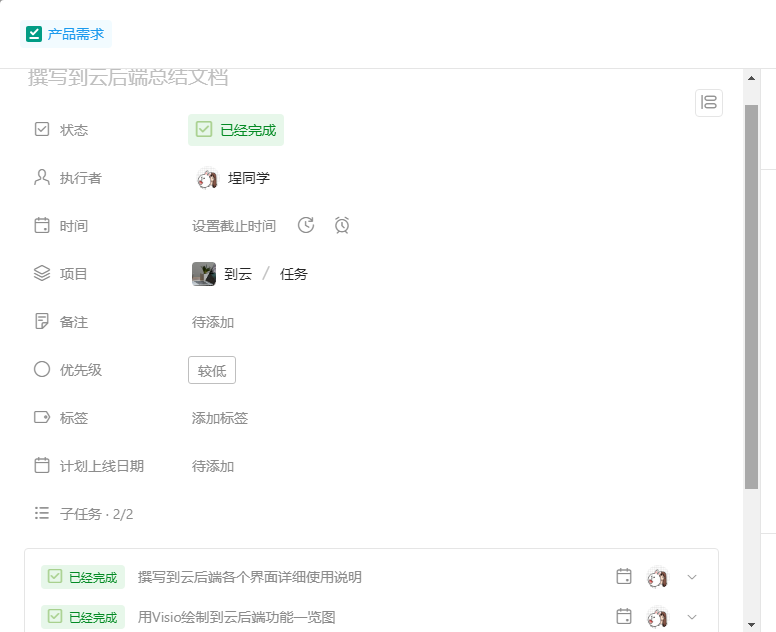 产品需求
撰写到云后端总结文档
状态
已经完成
执行者
埕同学
时间
设置截止时间
项目
到云 / 任务
备注
待添加
优先级
较低
标签
添加标签
计划上线日期
待添加
子任务 · 2/2
已经完成 撰写到云后端各个界面详细使用说明
已经完成 用Visio绘制到云后端功能一览图